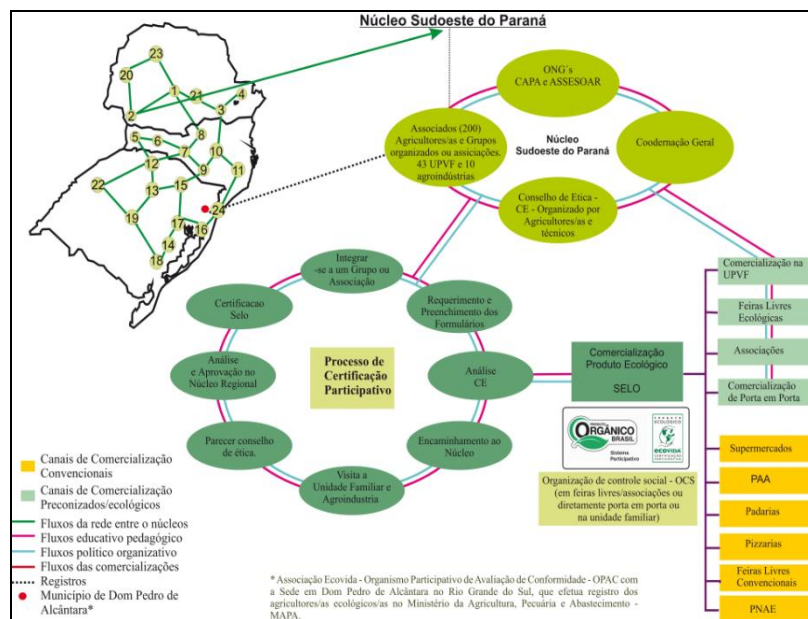 Núcleo Sudoeste do Paraná
23
20
1
21
4
2
3
8
5
6
7
10
12
9
11
22
13
15
24
19
17
16
14
18
ONG's
CAPA e ASSESOAR
Associados (200)
Agricultores/as e Grupos
organizados ou assiciações.
43 UPVF e 10
agroindústrias
Núcleo
Sudoeste do Paraná
Coodernação Geral
Conselho de Etica -
CE - Organizado por
Agricultores/as e
técnicos
Integrar
-se a um Grupo ou
Associação
Requerimento e
Preenchimento dos
Formulários
Certificacao
Selo
Processo de
Certificação
Participativo
Análise
e Aprovação no
Núcleo Regional
Análise
CE
Parecer conselho
de ética.
Encaminhamento ao
Núcleo
Visita a
Unidade Familiar e
Agroindustria
Comercialização
Produto Ecológico
SELO
PRODUTO
ORGÂNICO
BRASIL
Sistema
Participativo
PRODUTO
ECOLÓGICO
ecovida
Organização de controle social - OCS
(em feiras livres/associações ou
diretamente porta em porta ou
na unidade familiar)
Comercialização na
UPVF
Feiras Livres
Ecológicas
Associações
Comercialização
de Porta em Porta
Supermercados
PAA
Padarias
Pizzarias
Feiras Livres
Convencionais
PNAE
Canais de Comercialização
Convencionais
Canais de Comercialização
Preconizados/ecológicos
Fluxos da rede entre o núcleos
Fluxos educativo pedagógico
Fluxos político organizativo
Fluxos das comercializações
Registros
Município de Dom Pedro de
Alcântara*
* Associação Ecovida - Organismo Participativo de Avaliação de Conformidade - OPAC com
a Sede em Dom Pedro de Alcântara no Rio Grande do Sul, que efetua registro dos
agricultores/as ecológicos/as no Ministério da Agricultura, Pecuária e Abastecimento -
MAPA.